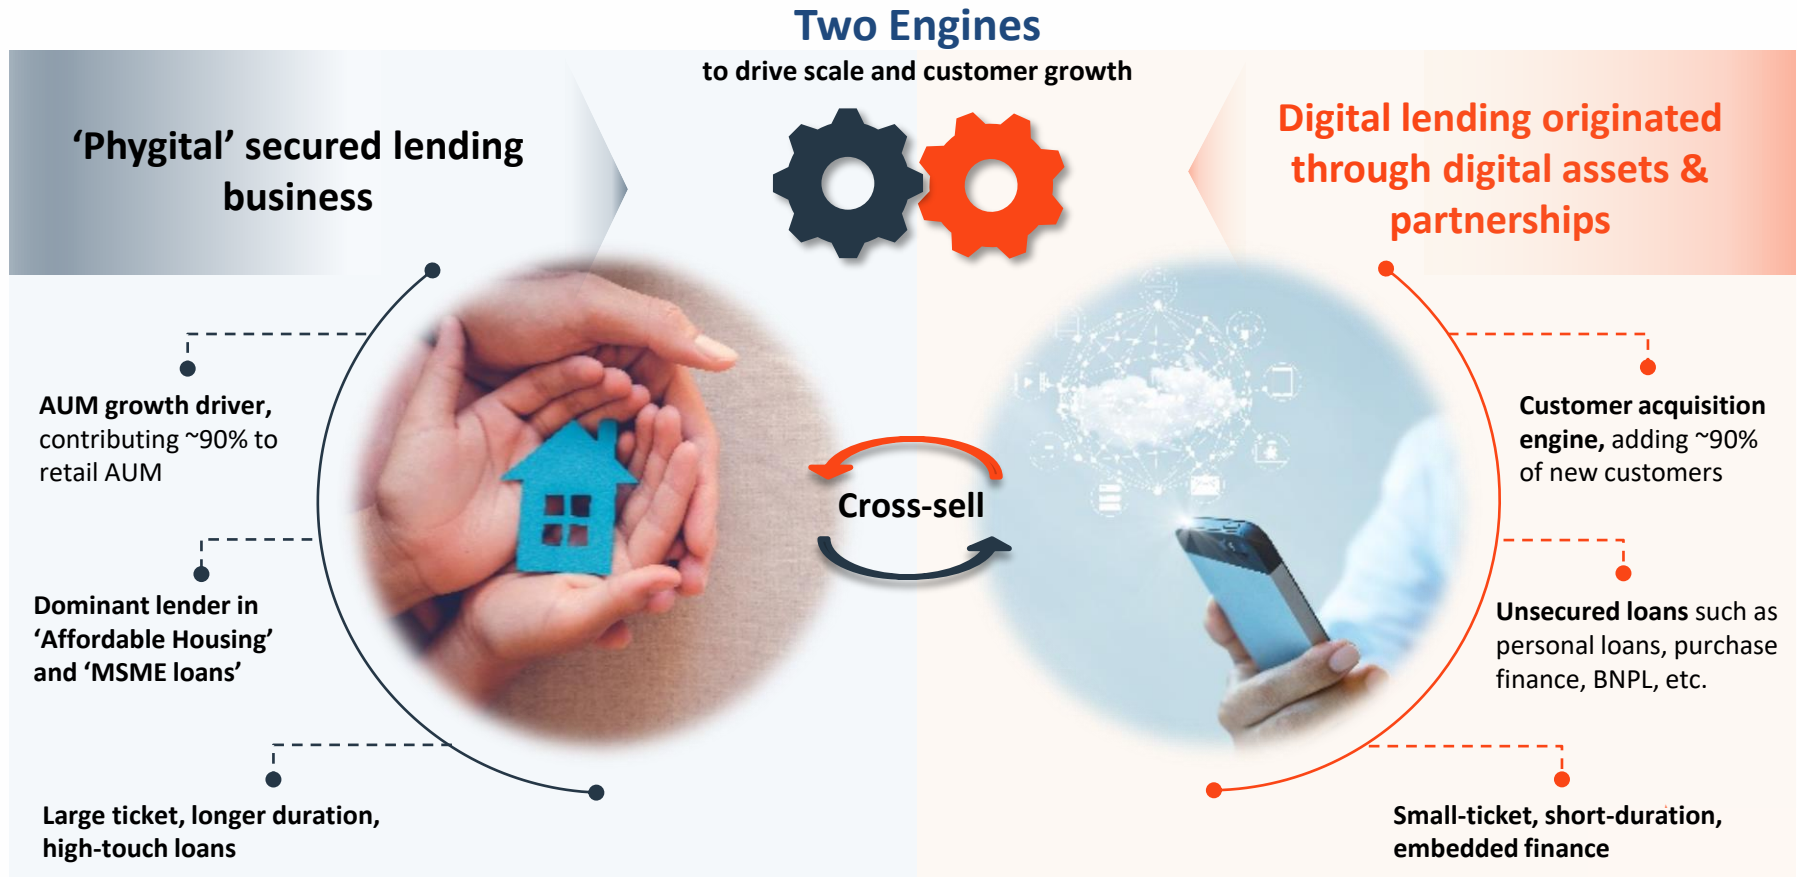 Two Engines
to drive scale and customer growth
‘Phygital’ secured lending
business
Digital lending originated
through digital assets &
partnerships
AUM growth driver,
contributing ~90% to
retail AUM
Dominant lender in
‘Affordable Housing’
and ‘MSME loans’
Large ticket, longer duration,
high-touch loans
Cross-sell
Customer acquisition
engine, adding ~90%
of new customers
Unsecured loans such as
personal loans, purchase
finance, BNPL, etc.
Small-ticket, short-duration,
embedded finance